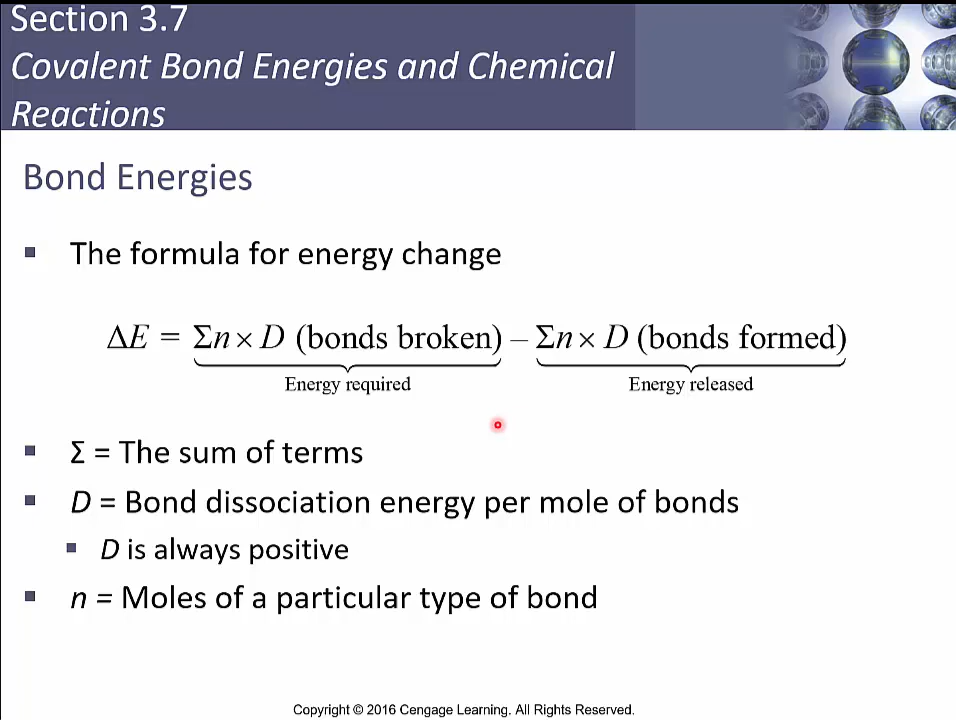 Section 3.7
Covalent Bond Energies and Chemical
Reactions
Bond Energies
▪ The formula for energy change
ΔE = Σn × D (bonds broken) – Σn × D (bonds formed)
Energy required Energy released
▪ Σ = The sum of terms
▪ D = Bond dissociation energy per mole of bonds
▪ D is always positive
▪ n = Moles of a particular type of bond
Copyright © 2016 Cengage Learning. All Rights Reserved.